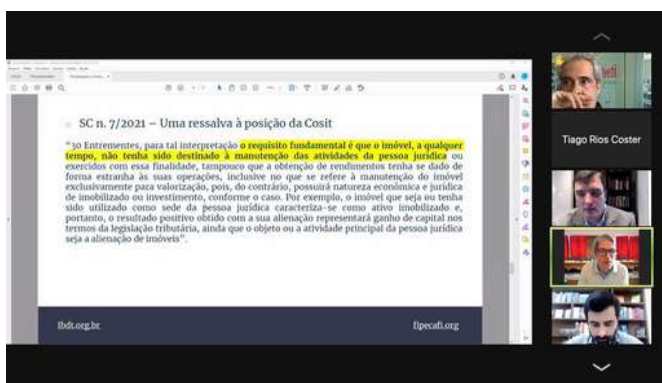 SC n. 7/2021 – Uma ressalva à posição da Cosit
“30 Entrementes, para tal interpretação o requisito fundamental é que o imóvel, a qualquer
tempo, não tenha sido destinado à manutenção das atividades da pessoa jurídica ou
exercidos com essa finalidade, tampouco que a obtenção de rendimentos tenha se dado de
forma estranha às suas operações, inclusive no que se refere à manutenção do imóvel
exclusivamente para valorização, pois, do contrário, possuirá natureza econômica e jurídica
de imobilizado ou investimento, conforme o caso. Por exemplo, o imóvel que seja ou tenha
sido utilizado como sede da pessoa jurídica caracteriza-se como ativo imobilizado e,
portanto, o resultado positivo obtido com a sua alienação representará ganho de capital nos
termos da legislação tributária, ainda que o objeto ou a atividade principal da pessoa jurídica
seja a alienação de imóveis”.
fbdt.org.br
fipecafi.org
Tiago Rios Coster